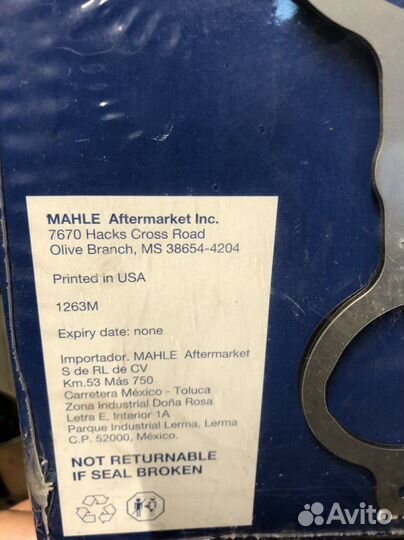 MAHLE Aftermarket Inc.
7670 Hacks Cross Road
Olive Branch, MS 38654-4204
Printed in USA
1263M
Expiry date: none
Importador. MAHLE Aftermarket
S de RL de CV
Km.53 Más 750
Carretera México - Toluca
Zona Industrial Doña Rosa
Letra E, Interior 1A
Parque Industrial Lerma, Lerma
C.P. 52000, México.
NOT RETURNABLE
IF SEAL BROKEN
Avito